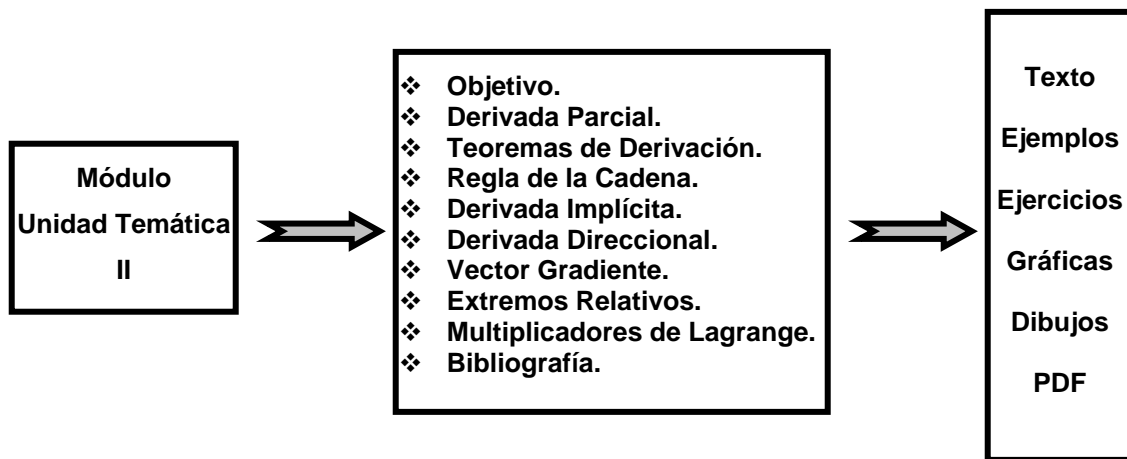 Módulo
Unidad Temática
II
❖ Objetivo.
❖ Derivada Parcial.
❖ Teoremas de Derivación.
❖ Regla de la Cadena.
❖ Derivada Implícita.
❖ Derivada Direccional.
❖ Vector Gradiente.
❖ Extremos Relativos.
❖ Multiplicadores de Lagrange.
❖ Bibliografía.
Texto
Ejemplos
Ejercicios
Gráficas
Dibujos
PDF